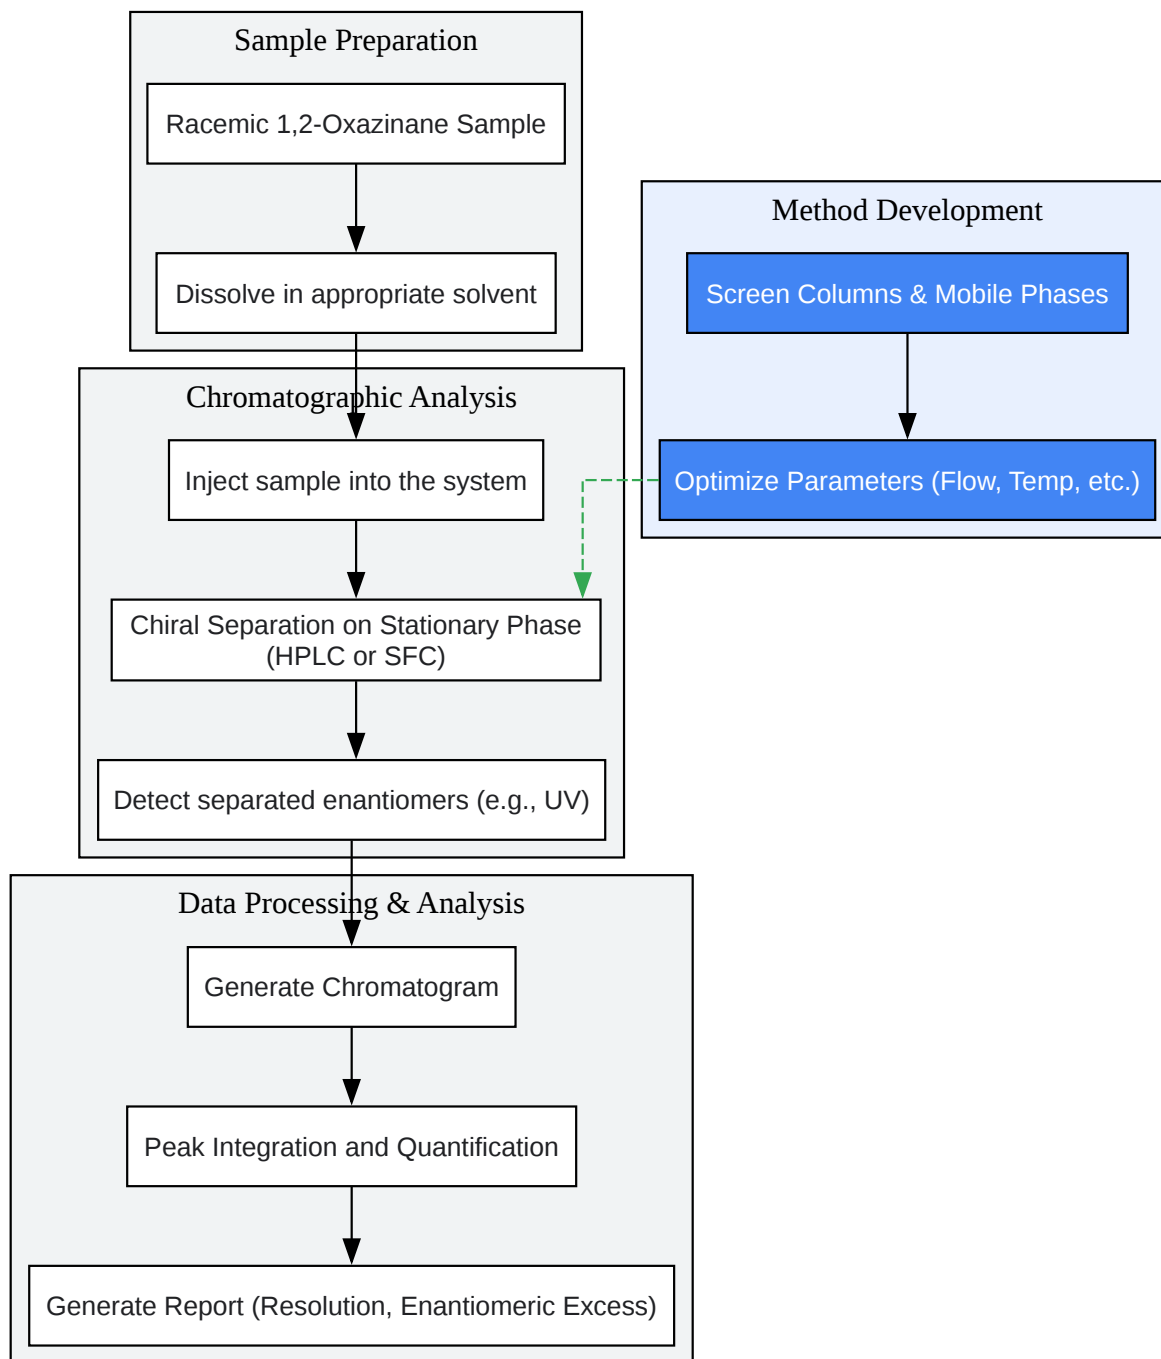 Sample Preparation
Racemic 1,2-Oxazinane Sample
Dissolve in appropriate solvent
Method Development
Screen Columns & Mobile Phases
Optimize Parameters (Flow, Temp, etc.)
Chromatographic Analysis
Inject sample into the system
Chiral Separation on Stationary Phase
(HPLC or SFC)
Detect separated enantiomers (e.g., UV)
Data Processing & Analysis
Generate Chromatogram
Peak Integration and Quantification
Generate Report (Resolution, Enantiomeric Excess)